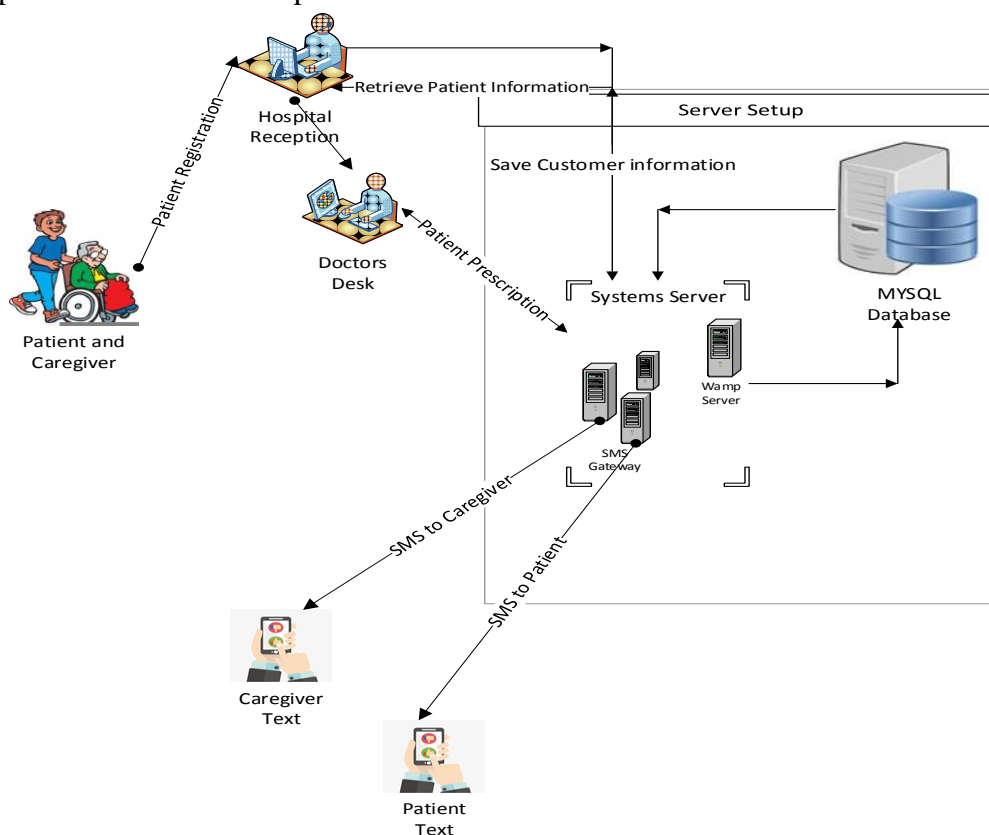 Retrieve Patient Information
Hospital
Reception
Server Setup
Patient Registration
Save Customer information
Doctors
Desk
Patient Prescription
Systems Server
MYSQL
Database
Patient and
Caregiver
Wamp
Server
SMS
Gateway
SMS to Caregiver
SMS to Patient
Caregiver
Text
Patient
Text